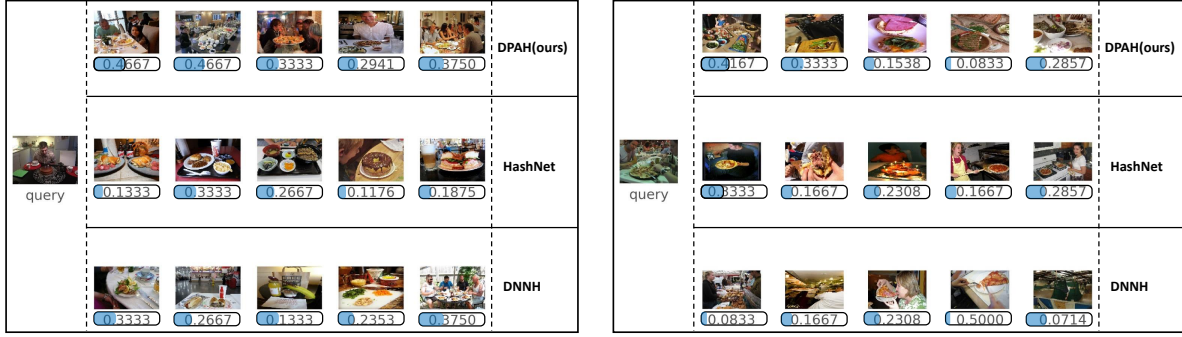 DPAH(ours)
0.4667 0.4667 0.3333 0.2941 0.3750
HashNet
0.1333 0.3333 0.2667 0.1176 0.1875
query
DNNH
0.3333 0.2667 0.1333 0.2353 0.3750
DPAH(ours)
0.4167 0.3333 0.1538 0.0833 0.2857
HashNet
0.3333 0.1667 0.2308 0.1667 0.2857
query
DNNH
0.0833 0.1667 0.2308 0.5000 0.0714